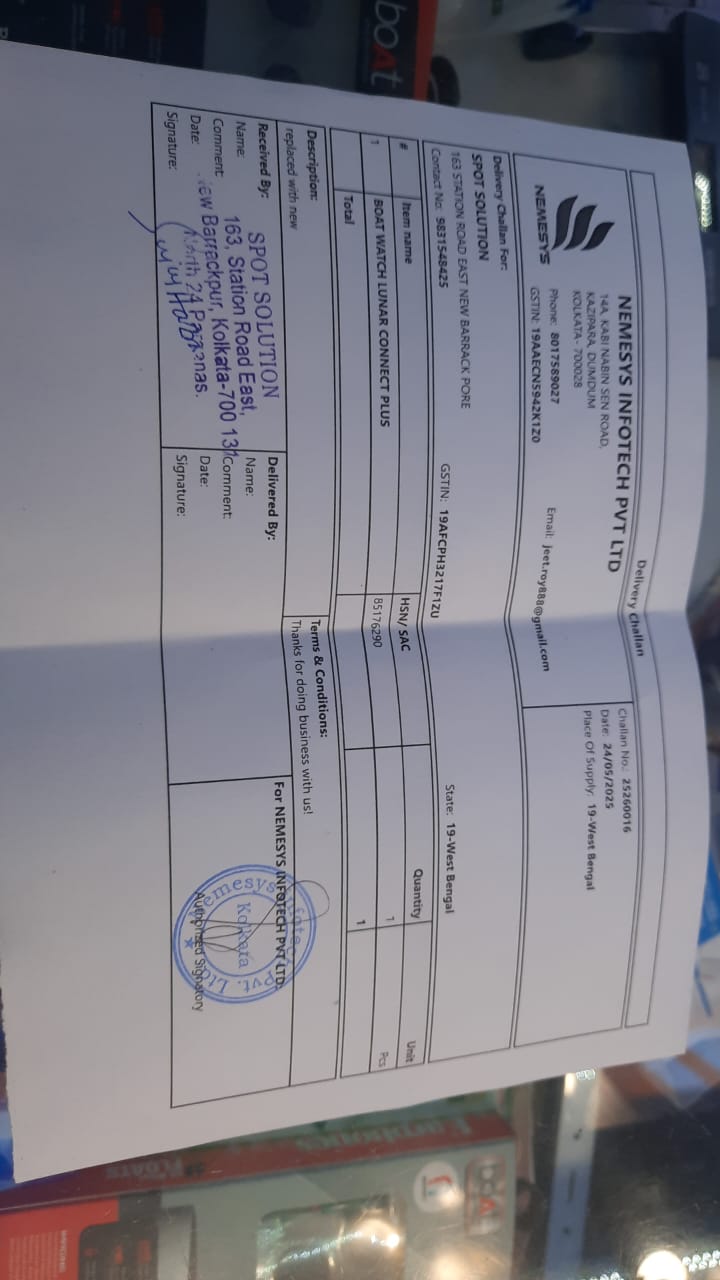 Delivery Challan
NEMESYS INFOTECH PVT LTD
14A, KABI NABIN SEN ROAD,
KAZIPARA, DUMDUM
KOLKATA- 700028
Phone: 8017589027
Email: jeet.roy888@gmail.com
GSTIN: 19AAECN5942K1Z0
NEMESYS
Challan No.: 25260016
Date: 24/05/2025
Place Of Supply: 19-West Bengal
Delivery Challan For:
SPOT SOLUTION
163 STATION ROAD EAST NEW BARRACK PORE
Contact No: 9831548425
GSTIN: 19AFCPH3217F1ZU
State: 19-West Bengal
# Item name HSN/ SAC Quantity Unit
1 BOAT WATCH LUNAR CONNECT PLUS 85176290 1 Pcs
Total 1
Description:
replaced with new
Terms & Conditions:
Thanks for doing business with us!
Received By:
Name:
Comment:
Date:
Signature:
SPOT SOLUTION
163, Station Road East,
New Barrackpur, Kolkata-700 131
North 24 Parganas.
Delivered By:
Name:
Comment:
Date:
Signature:
For NEMESYS INFOTECH PVT LTD:
Nemesys Infotech Pvt. Ltd.
Kolkata
Authorized Signatory
boAt
boAt